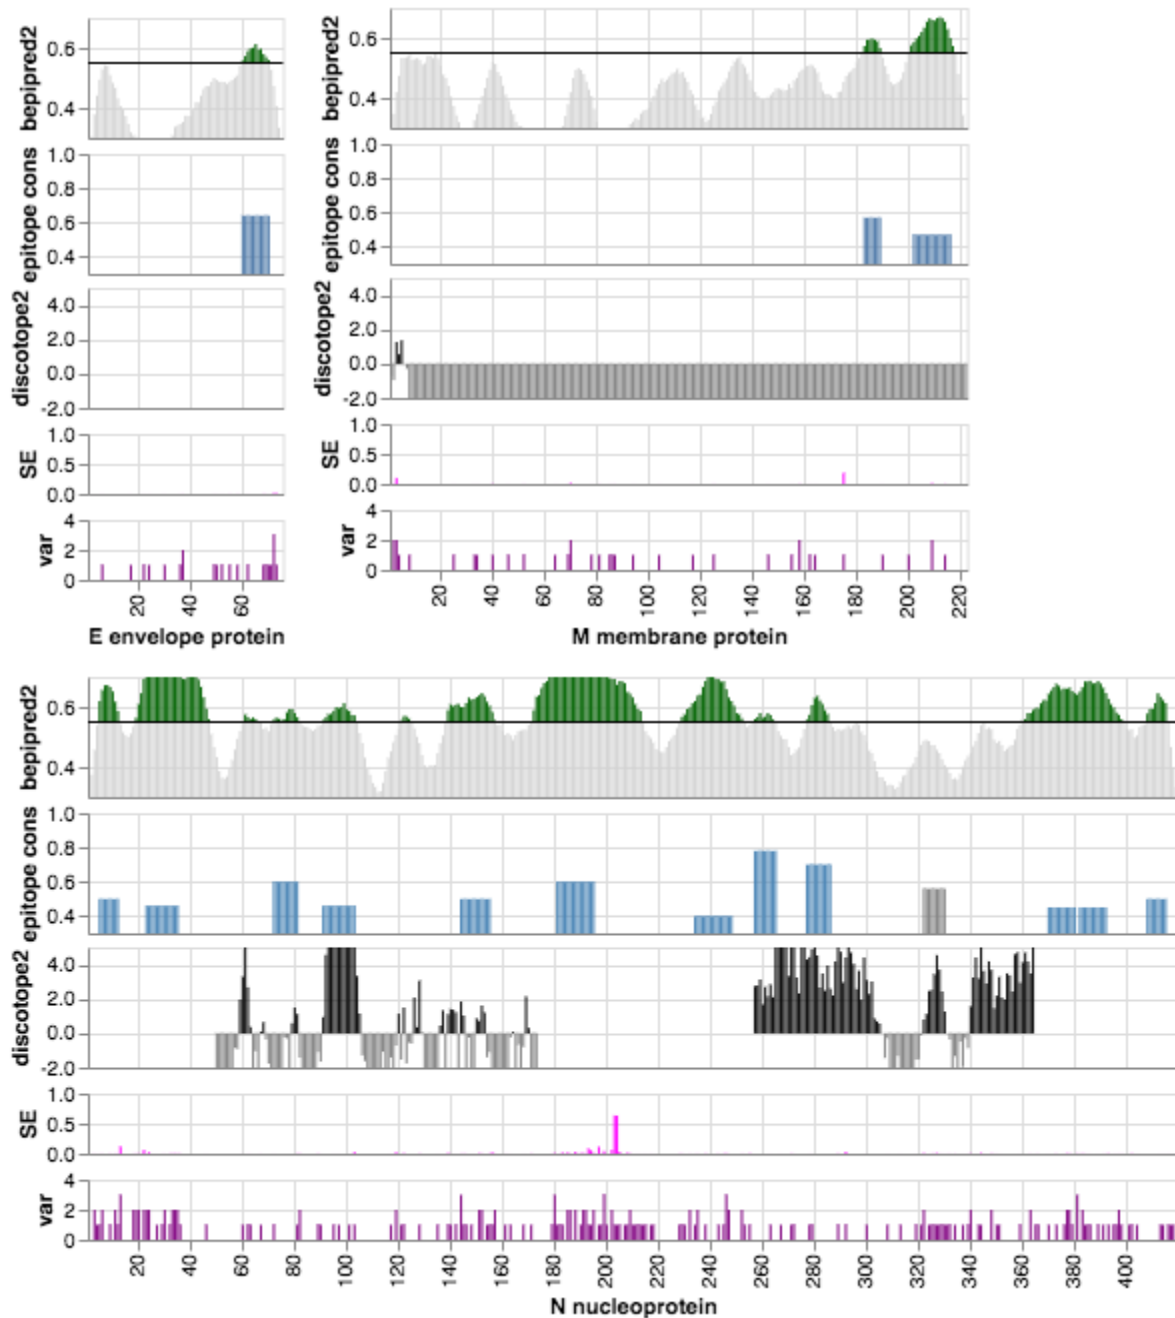 bepipred2
0.6
0.4
bepipred2
0.6
0.4
epitope cons
1.0
0.8
0.6
0.4
epitope cons
1.0
0.8
0.6
0.4
discotope2
4.0
2.0
0.0
-2.0
discotope2
4.0
2.0
0.0
-2.0
SE
1.0
0.5
0.0
SE
1.0
0.5
0.0
var
4
2
0
var
4
2
0
20 40 60
20 40 60 80 100 120 140 160 180 200 220
E envelope protein
M membrane protein
bepipred2
0.6
0.4
epitope cons
1.0
0.8
0.6
0.4
discotope2
4.0
2.0
0.0
-2.0
SE
1.0
0.5
0.0
var
4
2
0
20 40 60 80 100 120 140 160 180 200 220 240 260 280 300 320 340 360 380 400
N nucleoprotein